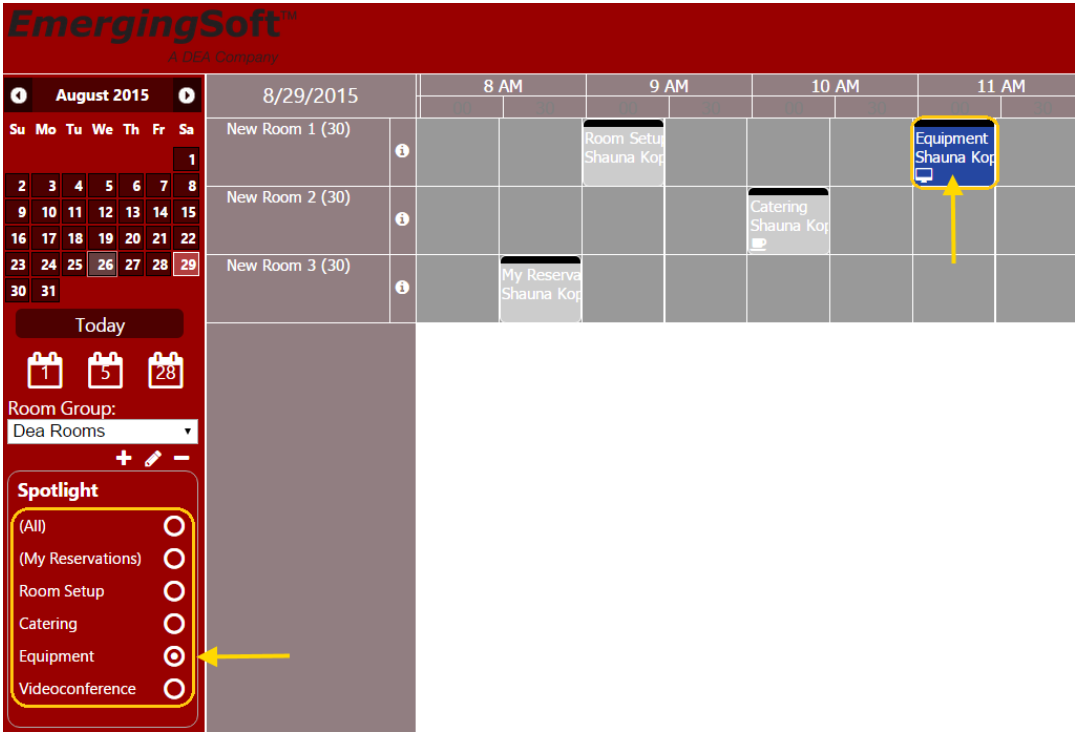 EmergingSoft™
A DEA Company
August 2015
Su Mo Tu We Th Fr Sa
1
2 3 4 5 6 7 8
9 10 11 12 13 14 15
16 17 18 19 20 21 22
23 24 25 26 27 28 29
30 31
Today
1 5 28
Room Group:
Dea Rooms
Spotlight
(All)
(My Reservations)
Room Setup
Catering
Equipment
Videoconference
8/29/2015
8 AM 9 AM 10 AM 11 AM
00 30 00 30 00 30 00 30
New Room 1 (30)
Room Setup
Shauna Kop
Equipment
Shauna Kop
New Room 2 (30)
Catering
Shauna Kop
New Room 3 (30)
My Reserva
Shauna Kop